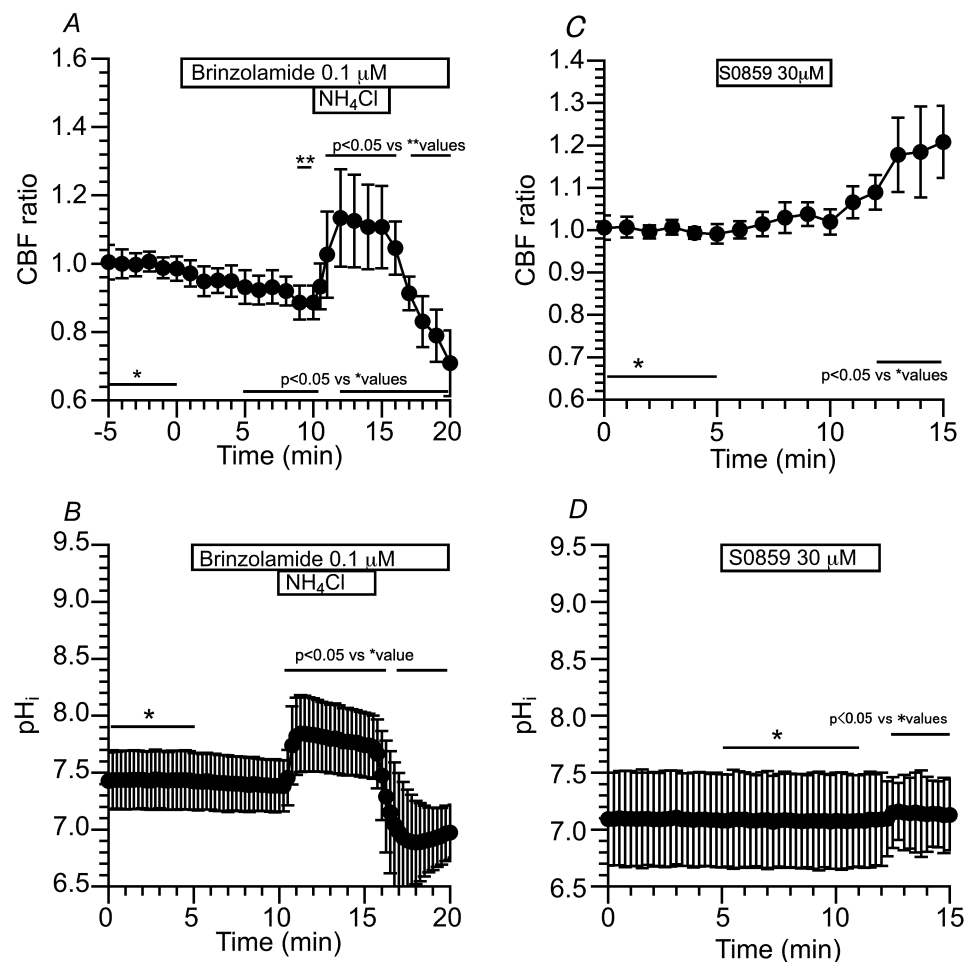 A
1.6
1.4
1.2
1.0
0.8
0.6
CBF ratio
Brinzolamide 0.1 μM
NH₄Cl
p<0.05 vs **values
**
*
p<0.05 vs *values
-5 0 5 10 15 20
Time (min)
C
1.4
1.3
1.2
1.1
1.0
0.9
0.8
0.7
0.6
CBF ratio
S0859 30μM
*
p<0.05 vs *values
0 5 10 15
Time (min)
B
9.5
9.0
8.5
8.0
7.5
7.0
6.5
pHᵢ
Brinzolamide 0.1 μM
NH₄Cl
p<0.05 vs *value
*
0 5 10 15 20
Time (min)
D
9.5
9.0
8.5
8.0
7.5
7.0
6.5
pHᵢ
S0859 30 μM
p<0.05 vs *values
*
0 5 10 15
Time (min)